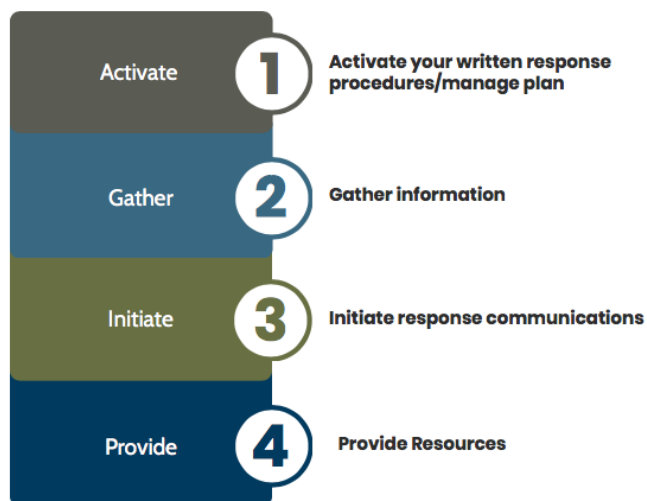 Activate
1
Activate your written response
procedures/manage plan
Gather
2
Gather information
Initiate
3
Initiate response communications
Provide
4
Provide Resources